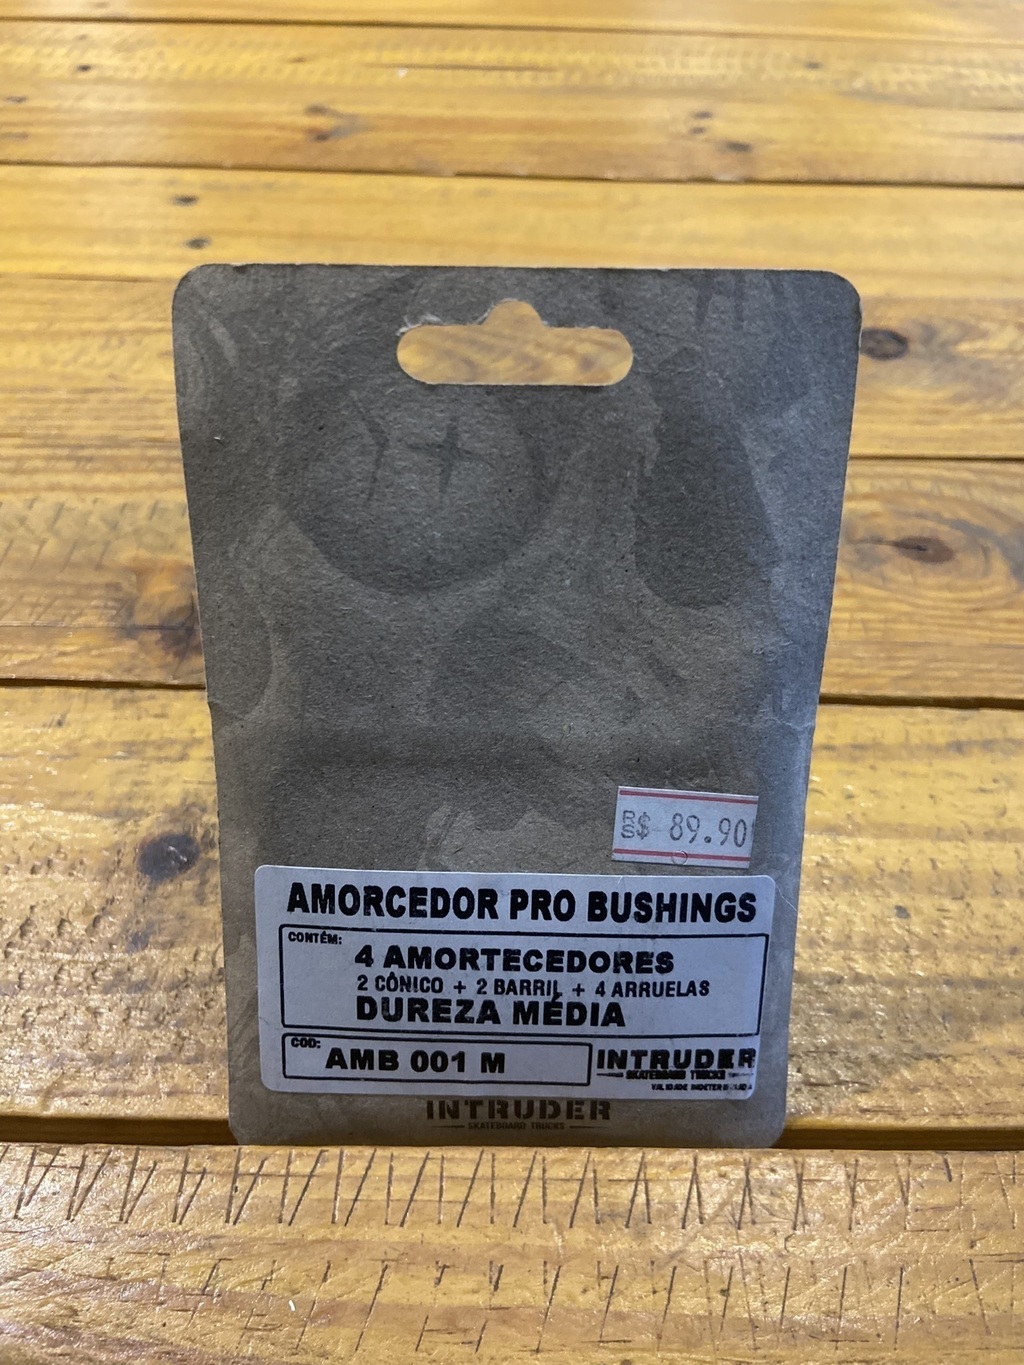 R$ 89.90
AMORCEDOR PRO BUSHINGS
CONTÉM:
4 AMORTECEDORES
2 CÔNICO + 2 BARRIL + 4 ARRUELAS
DUREZA MÉDIA
COD:
AMB 001 M
INTRUDER
SKATEBOARD TRUCKS
INTRUDER
SKATEBOARD TRUCKS